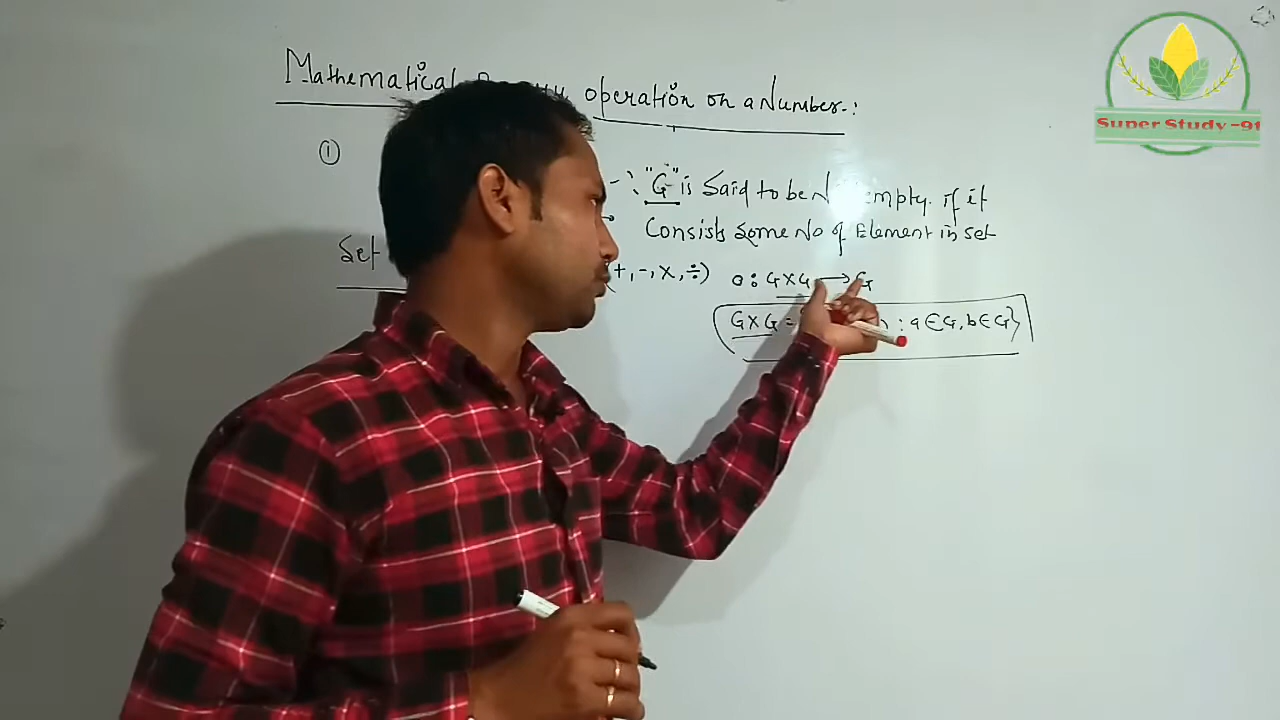 Mathematical operation on a Number:
①
"G" is Said to be empty if it
Consists Some No of Element in Set
Set
(+, -, x, ÷) o : G x G → G
G x G = : a ∈ G, b ∈ G}
Super Study -91